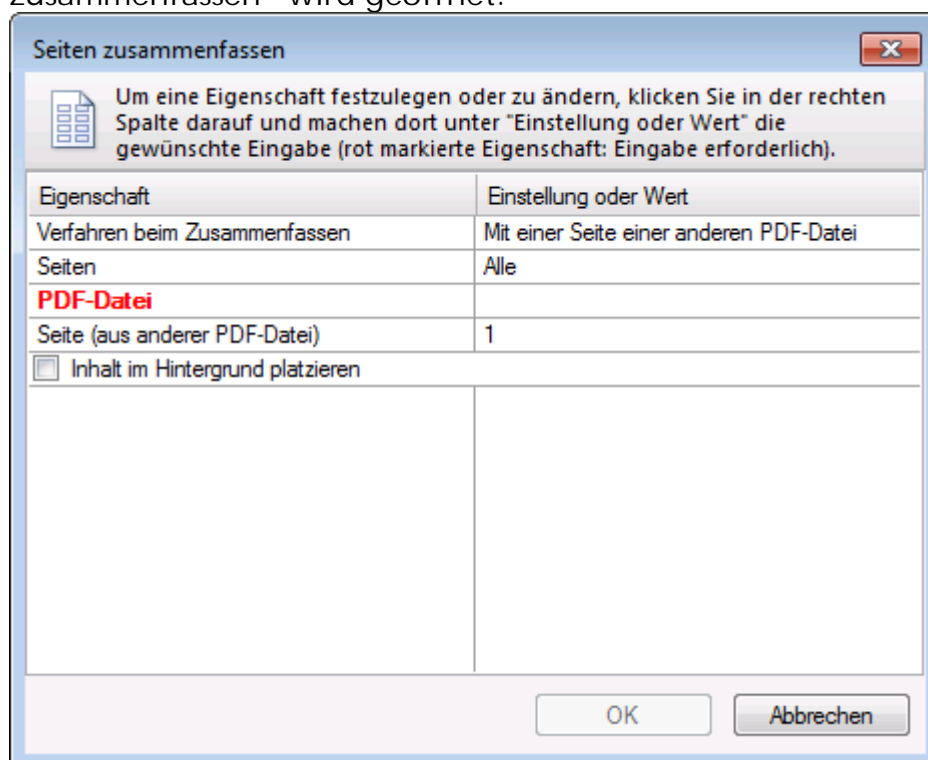 zusammenfassen" wird geöffnet.
Seiten zusammenfassen
Um eine Eigenschaft festzulegen oder zu ändern, klicken Sie in der rechten
Spalte darauf und machen dort unter "Einstellung oder Wert" die
gewünschte Eingabe (rot markierte Eigenschaft: Eingabe erforderlich).
Eigenschaft Einstellung oder Wert
Verfahren beim Zusammenfassen Mit einer Seite einer anderen PDF-Datei
Seiten Alle
PDF-Datei
Seite (aus anderer PDF-Datei) 1
Inhalt im Hintergrund platzieren
OK Abbrechen